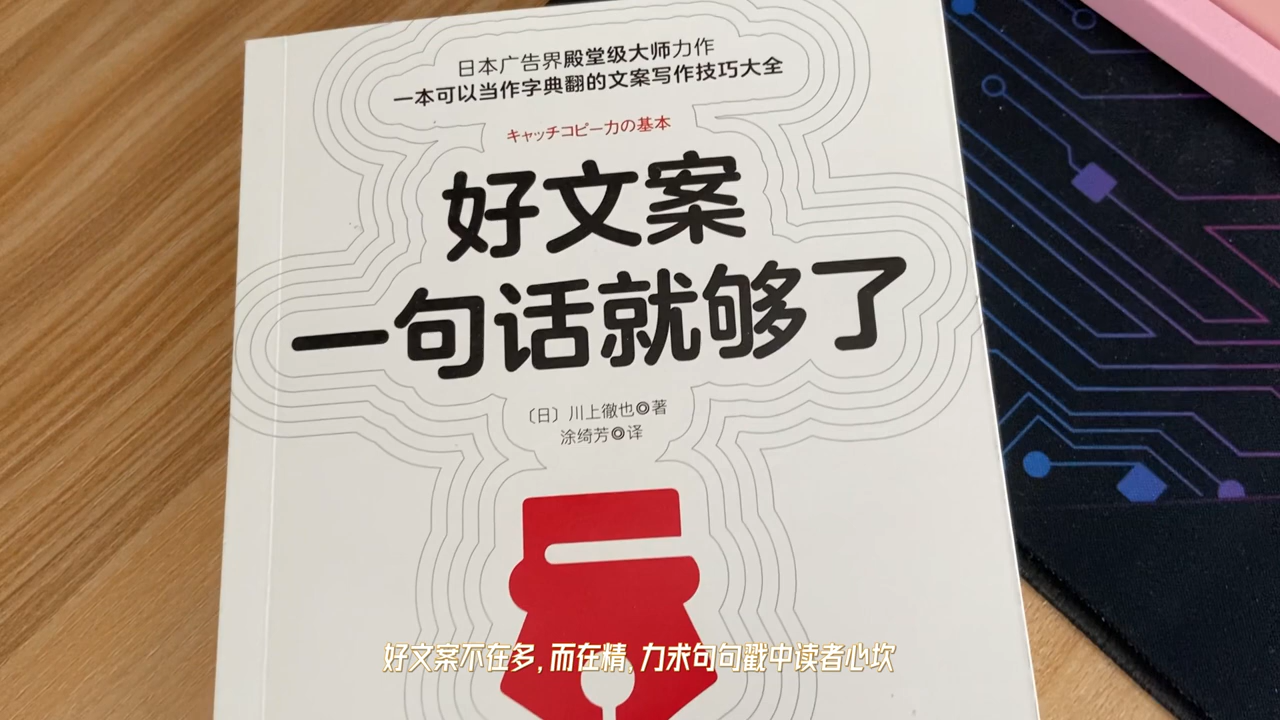 日本广告界殿堂级大师力作
一本可以当作字典翻的文案写作技巧大全
キャッチコピー力の基本
好文案
一句话就够了
〔日〕川上徹也◎著
涂绮芳◎译
好文案不在多,而在精,力求句句戳中读者心坎